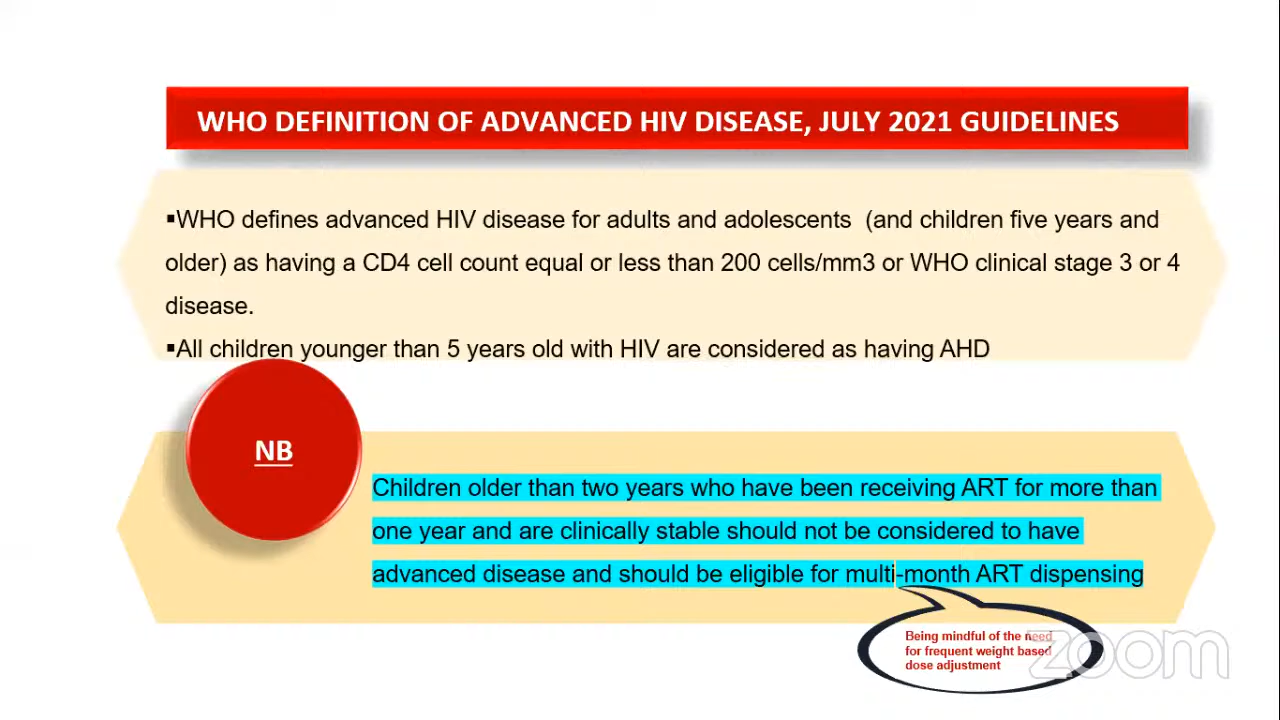 WHO DEFINITION OF ADVANCED HIV DISEASE, JULY 2021 GUIDELINES
▪WHO defines advanced HIV disease for adults and adolescents (and children five years and
older) as having a CD4 cell count equal or less than 200 cells/mm3 or WHO clinical stage 3 or 4
disease.
▪All children younger than 5 years old with HIV are considered as having AHD
NB
Children older than two years who have been receiving ART for more than
one year and are clinically stable should not be considered to have
advanced disease and should be eligible for multi-month ART dispensing
Being mindful of the need
for frequent weight based
dose adjustment
zoom